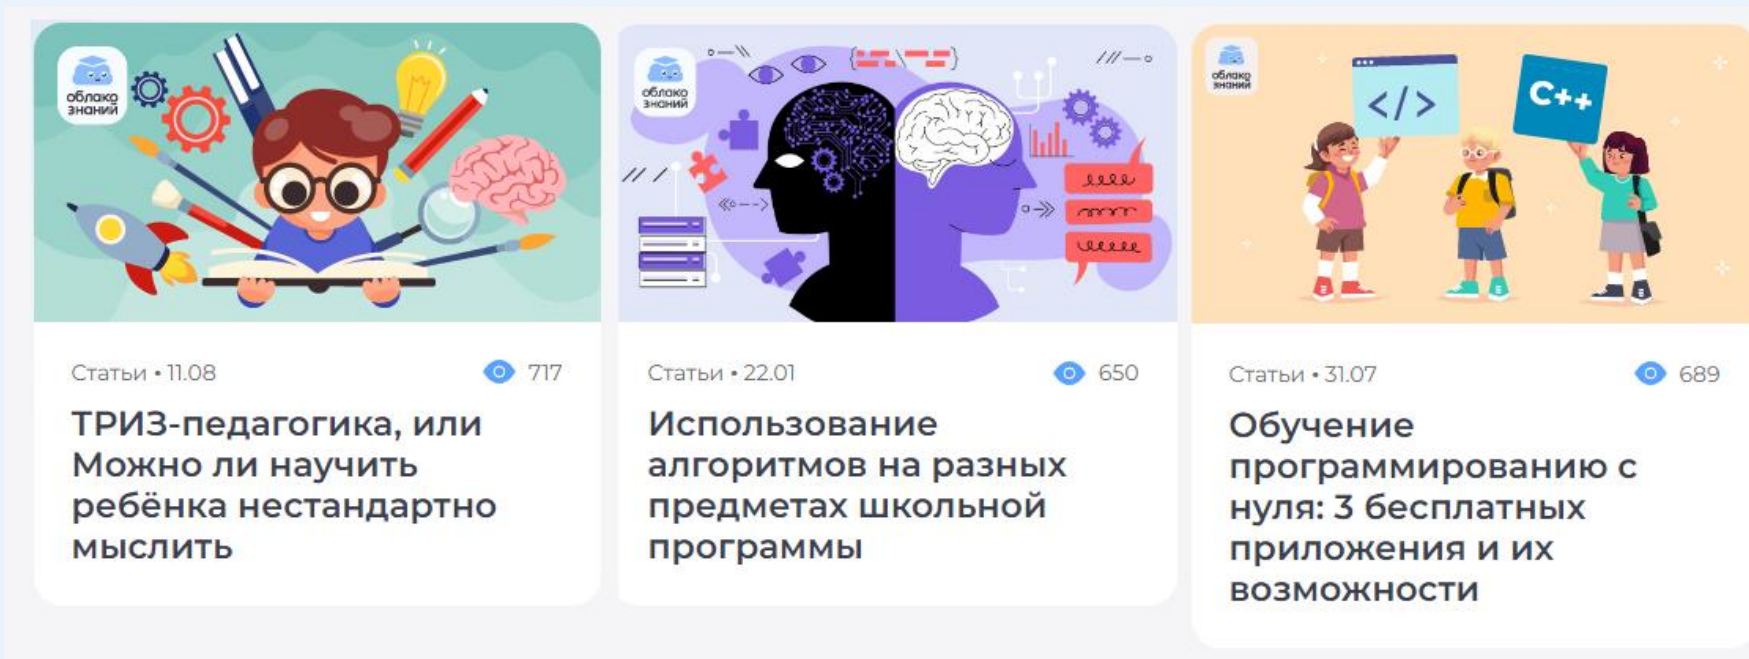 облако
знаний
Статьи • 11.08
717
ТРИЗ-педагогика, или
Можно ли научить
ребёнка нестандартно
мыслить
облако
знаний
Статьи • 22.01
650
Использование
алгоритмов на разных
предметах школьной
программы
облако
знаний
</>
C++
Статьи • 31.07
689
Обучение
программированию с
нуля: 3 бесплатных
приложения и их
возможности